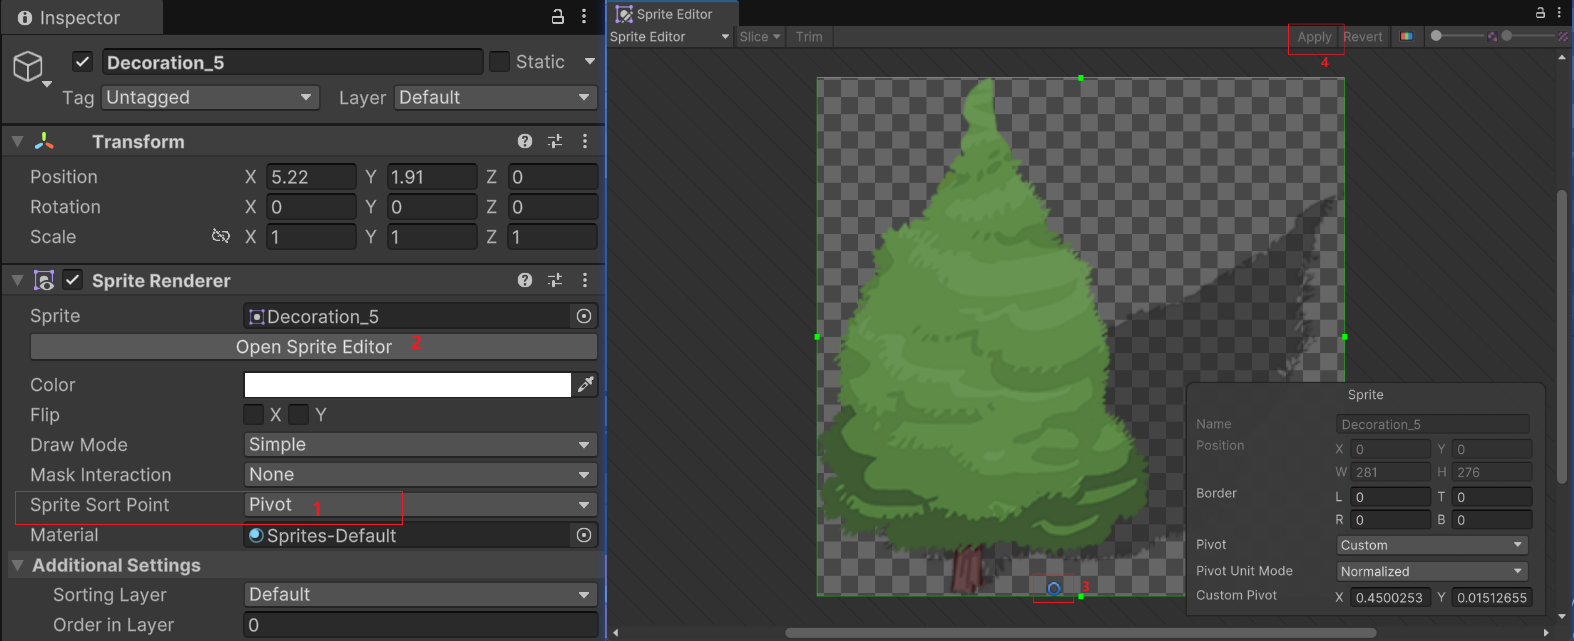 Inspector
Decoration_5
Static
Tag Untagged Layer Default
Transform
Position X 5.22 Y 1.91 Z 0
Rotation X 0 Y 0 Z 0
Scale X 1 Y 1 Z 1
Sprite Renderer
Sprite Decoration_5
Open Sprite Editor 2
Color
Flip X Y
Draw Mode Simple
Mask Interaction None
Sprite Sort Point Pivot 1
Material Sprites-Default
Additional Settings
Sorting Layer Default
Order in Layer 0
Sprite Editor
Sprite Editor Slice Trim Apply Revert
4
3
Sprite
Name Decoration_5
Position X 0 Y 0
W 281 H 276
Border L 0 T 0
R 0 B 0
Pivot Custom
Pivot Unit Mode Normalized
Custom Pivot X 0.4500253 Y 0.01512655